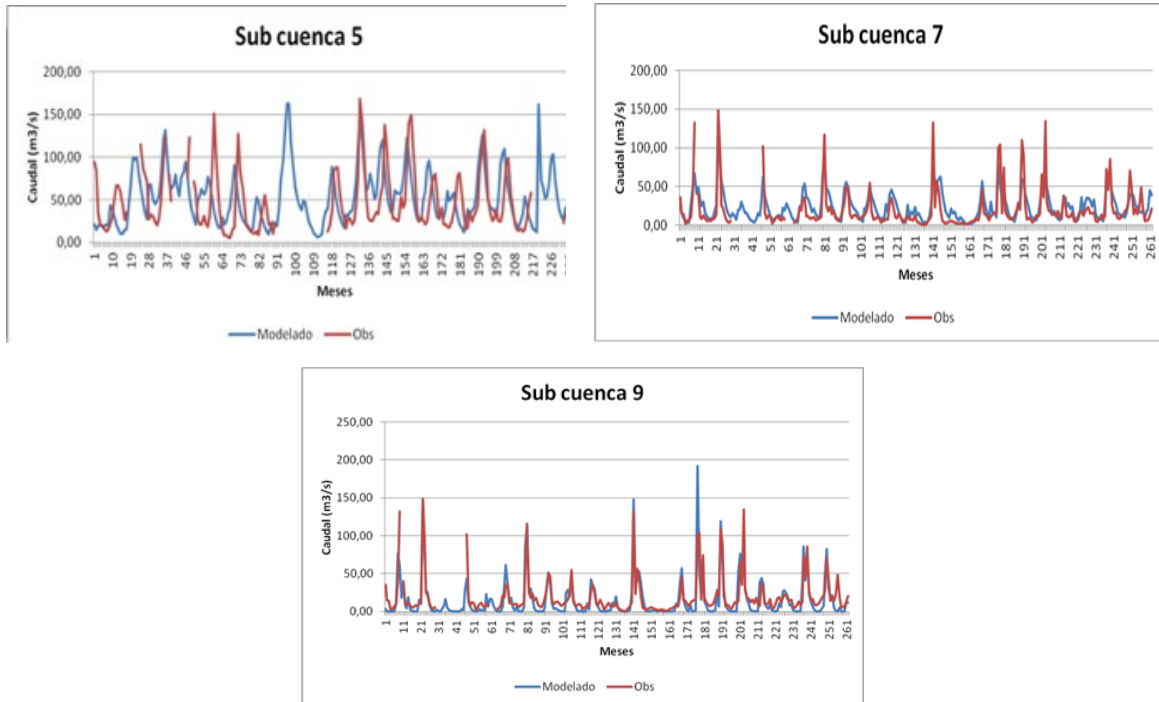 Sub cuenca 5
Caudal (m3/s)
200,00
150,00
100,00
50,00
0,00
1 10 19 28 37 46 55 64 73 82 91 100 109 118 127 136 145 154 163 172 181 190 199 208 217 226
Meses
Modelado Obs
Sub cuenca 7
Caudal (m3/s)
200,00
150,00
100,00
50,00
0,00
1 11 21 31 41 51 61 71 81 91 101 111 121 131 141 151 161 171 181 191 201 211 221 231 241 251 261
Meses
Modelado Obs
Sub cuenca 9
Caudal (m3/s)
250,00
200,00
150,00
100,00
50,00
0,00
1 11 21 31 41 51 61 71 81 91 101 111 121 131 141 151 161 171 181 191 201 211 221 231 241 251 261
Meses
Modelado Obs